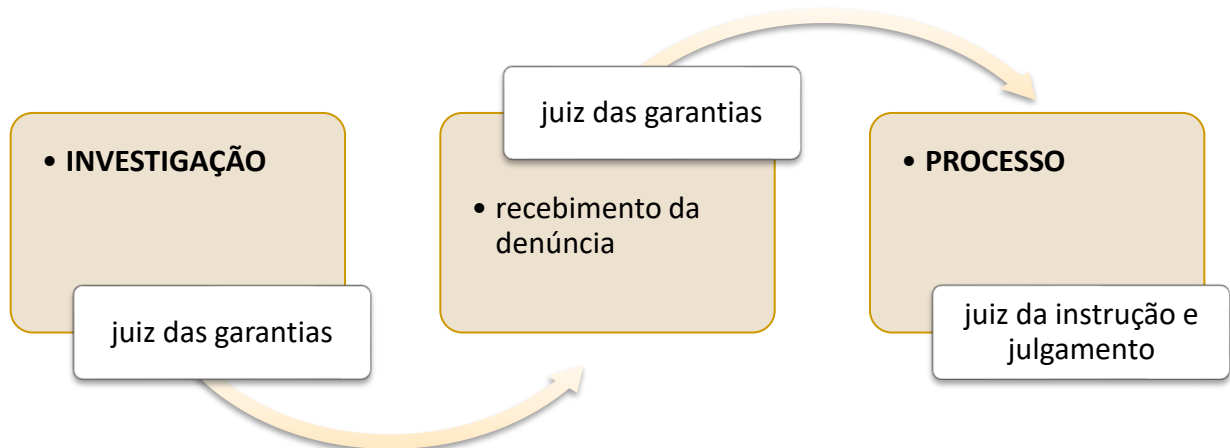 • INVESTIGAÇÃO
juiz das garantias
juiz das garantias
• recebimento da
denúncia
• PROCESSO
juiz da instrução e
julgamento